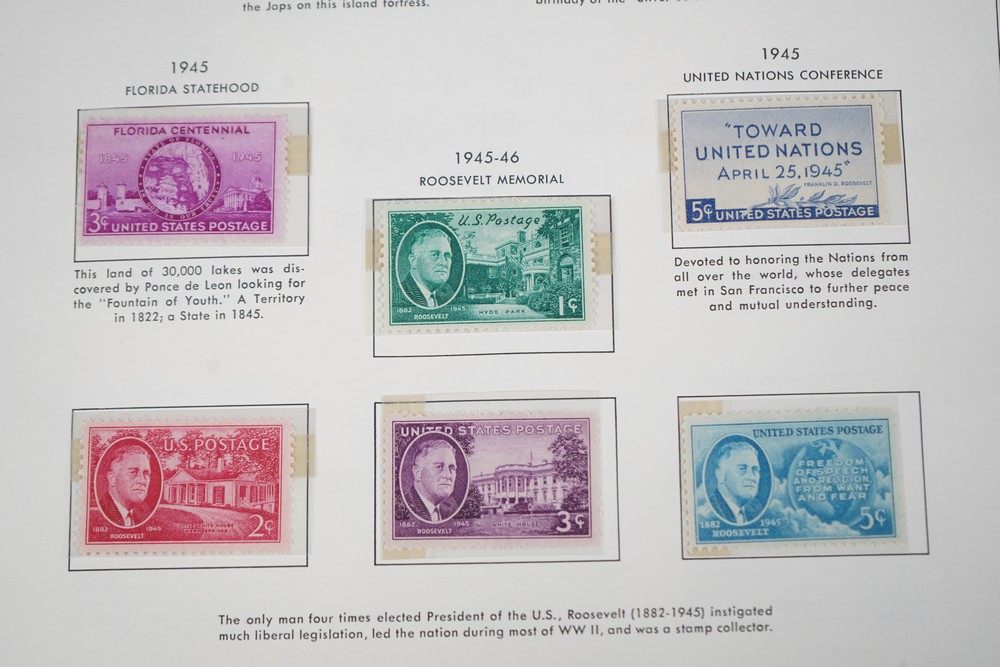 the Japs on this island fortress.
1945
FLORIDA STATEHOOD
FLORIDA CENTENNIAL
1845 1945
STATE OF FLORIDA
3¢ UNITED STATES POSTAGE
This land of 30,000 lakes was dis-
covered by Ponce de Leon looking for
the "Fountain of Youth." A Territory
in 1822; a State in 1845.
1945-46
ROOSEVELT MEMORIAL
U.S. Postage
1882 1945
ROOSEVELT
HYDE PARK
1¢
1945
UNITED NATIONS CONFERENCE
"TOWARD
UNITED NATIONS
APRIL 25, 1945"
FRANKLIN D. ROOSEVELT
5¢ UNITED STATES POSTAGE
Devoted to honoring the Nations from
all over the world, whose delegates
met in San Francisco to further peace
and mutual understanding.
U.S. POSTAGE
1882 1945
ROOSEVELT
2¢
UNITED STATES POSTAGE
1882 1945
ROOSEVELT
WHITE HOUSE
3¢
UNITED STATES POSTAGE
FREEDOM
OF SPEECH
AND RELIGION,
FROM WANT
AND FEAR
1882 1945
ROOSEVELT
5¢
The only man four times elected President of the U.S., Roosevelt (1882-1945) instigated
much liberal legislation, led the nation during most of WW II, and was a stamp collector.